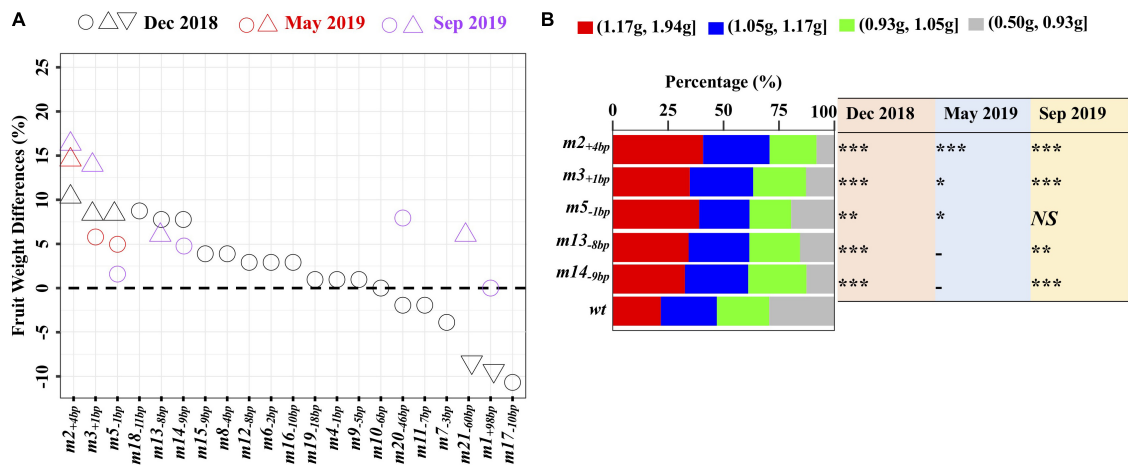 A
Dec 2018 May 2019 Sep 2019
Fruit Weight Differences (%)
25
20
15
10
5
0
-5
-10
m2+4bp
m3+1bp
m5-1bp
m18-11bp
m13-8bp
m14-9bp
m15-9bp
m8-4bp
m12-8bp
m6-2bp
m16-10bp
m19-18bp
m4-1bp
m9-5bp
m10-6bp
m20-46bp
m11-7bp
m7-3bp
m21-60bp
m1+98bp
m17-10bp
B
(1.17g, 1.94g] (1.05g, 1.17g] (0.93g, 1.05g] (0.50g, 0.93g]
Percentage (%)
0 25 50 75 100
Dec 2018 May 2019 Sep 2019
m2+4bp *** *** ***
m3+1bp *** * ***
m5-1bp ** * NS
m13-8bp *** - **
m14-9bp *** - ***
wt